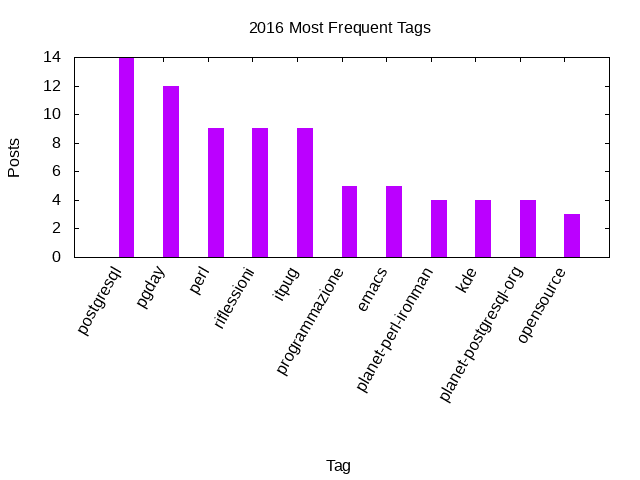 2016 Most Frequent Tags
Posts
14
12
10
8
6
4
2
0
postgresql
pgday
perl
riflessioni
itpug
programmazione
emacs
planet-perl-ironman
kde
planet-postgresql-org
opensource
Tag